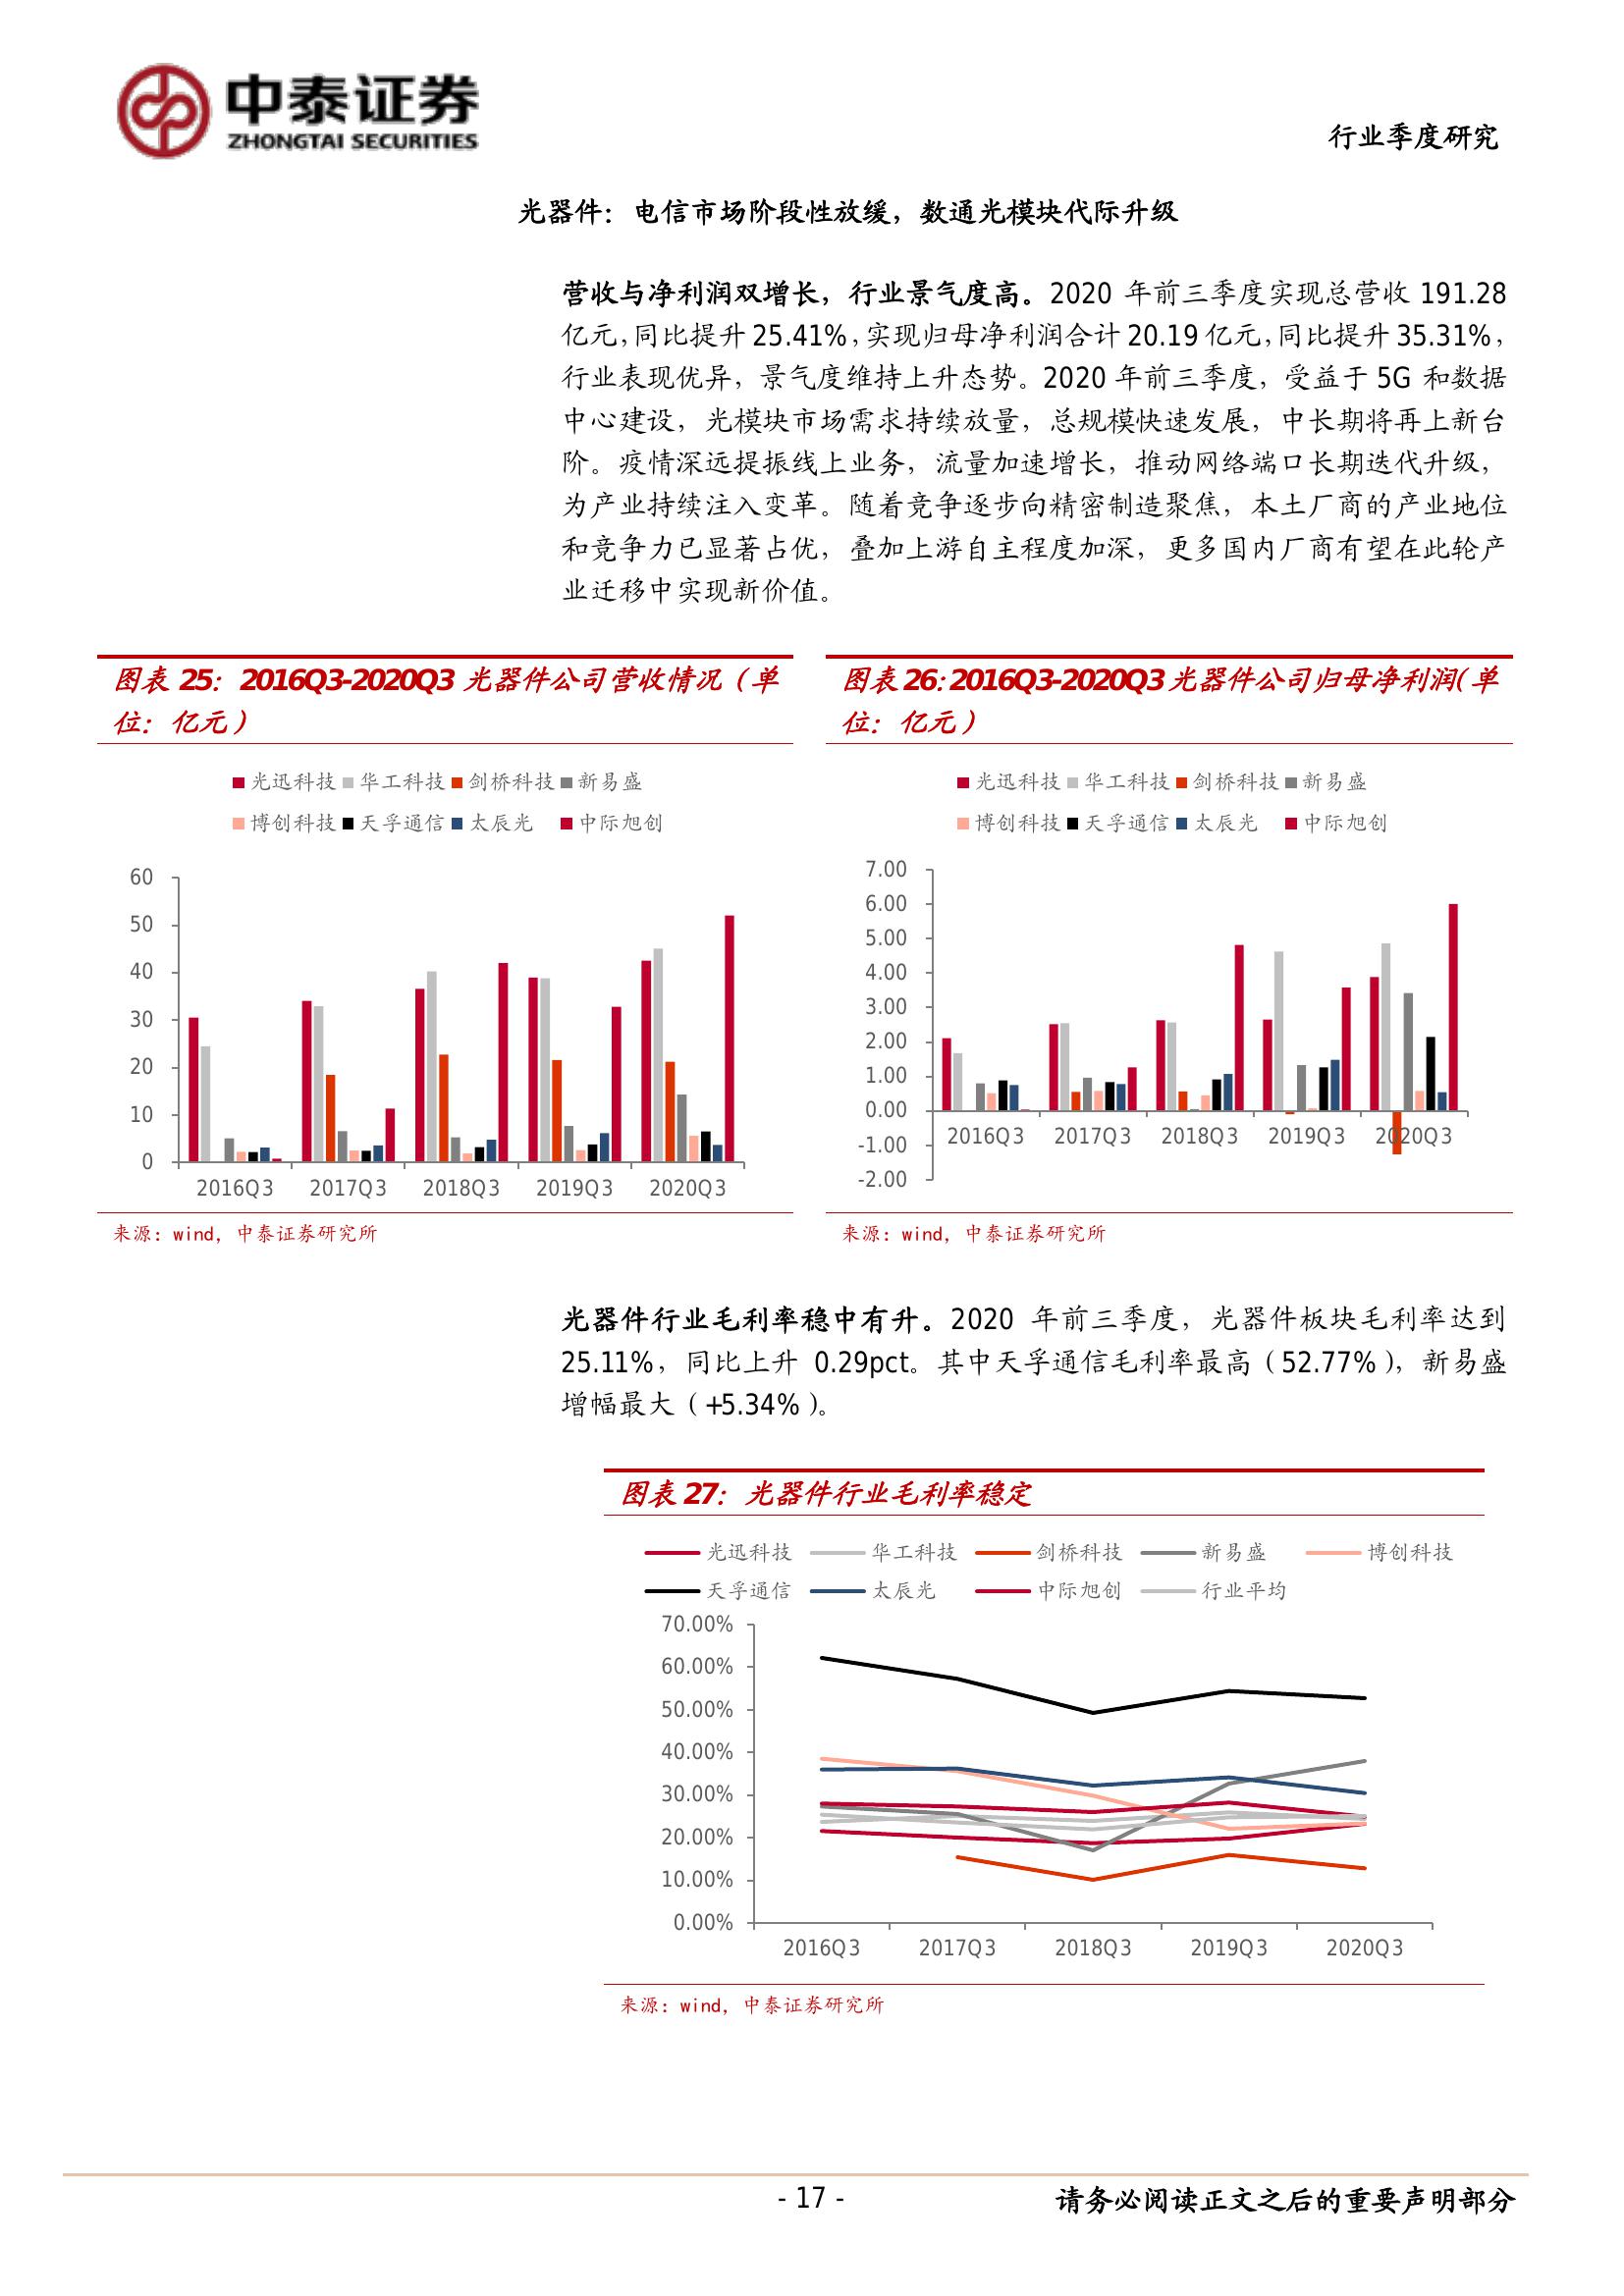 中泰证券
ZHONGTAI SECURITIES
行业季度研究
光器件：电信市场阶段性放缓，数通光模块代际升级
营收与净利润双增长，行业景气度高。2020 年前三季度实现总营收 191.28
亿元，同比提升 25.41%，实现归母净利润合计 20.19 亿元，同比提升 35.31%，
行业表现优异，景气度维持上升态势。2020 年前三季度，受益于 5G 和数据
中心建设，光模块市场需求持续放量，总规模快速发展，中长期将再上新台
阶。疫情深远提振线上业务，流量加速增长，推动网络端口长期迭代升级，
为产业持续注入变革。随着竞争逐步向精密制造聚焦，本土厂商的产业地位
和竞争力已显著占优，叠加上游自主程度加深，更多国内厂商有望在此轮产
业迁移中实现新价值。
图表 25：2016Q3-2020Q3 光器件公司营收情况（单
位：亿元）
光迅科技 华工科技 剑桥科技 新易盛
博创科技 天孚通信 太辰光 中际旭创
60
50
40
30
20
10
0
2016Q3 2017Q3 2018Q3 2019Q3 2020Q3
来源：wind，中泰证券研究所
图表 26：2016Q3-2020Q3 光器件公司归母净利润（单
位：亿元）
光迅科技 华工科技 剑桥科技 新易盛
博创科技 天孚通信 太辰光 中际旭创
7.00
6.00
5.00
4.00
3.00
2.00
1.00
0.00
-1.00
-2.00
2016Q3 2017Q3 2018Q3 2019Q3 2020Q3
来源：wind，中泰证券研究所
光器件行业毛利率稳中有升。2020 年前三季度，光器件板块毛利率达到
25.11%，同比上升 0.29pct。其中天孚通信毛利率最高（52.77%），新易盛
增幅最大（+5.34%）。
图表 27：光器件行业毛利率稳定
光迅科技 华工科技 剑桥科技 新易盛 博创科技
天孚通信 太辰光 中际旭创 行业平均
70.00%
60.00%
50.00%
40.00%
30.00%
20.00%
10.00%
0.00%
2016Q3 2017Q3 2018Q3 2019Q3 2020Q3
来源：wind，中泰证券研究所
- 17 -
请务必阅读正文之后的重要声明部分